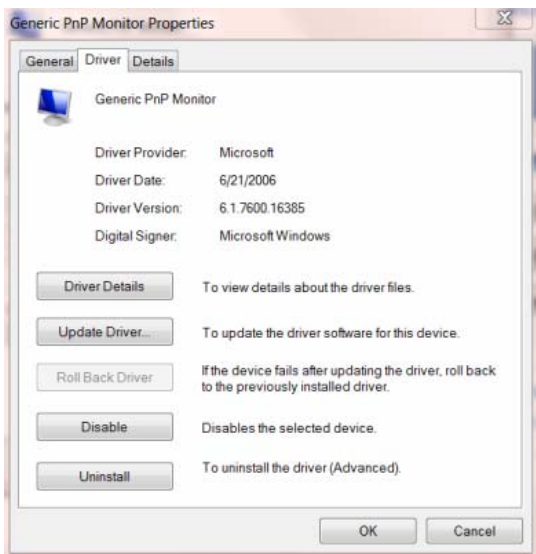 Generic PnP Monitor Properties
General Driver Details
Generic PnP Monitor
Driver Provider: Microsoft
Driver Date: 6/21/2006
Driver Version: 6.1.7600.16385
Digital Signer: Microsoft Windows
Driver Details To view details about the driver files.
Update Driver... To update the driver software for this device.
Roll Back Driver If the device fails after updating the driver, roll back
to the previously installed driver.
Disable Disables the selected device.
Uninstall To uninstall the driver (Advanced).
OK Cancel